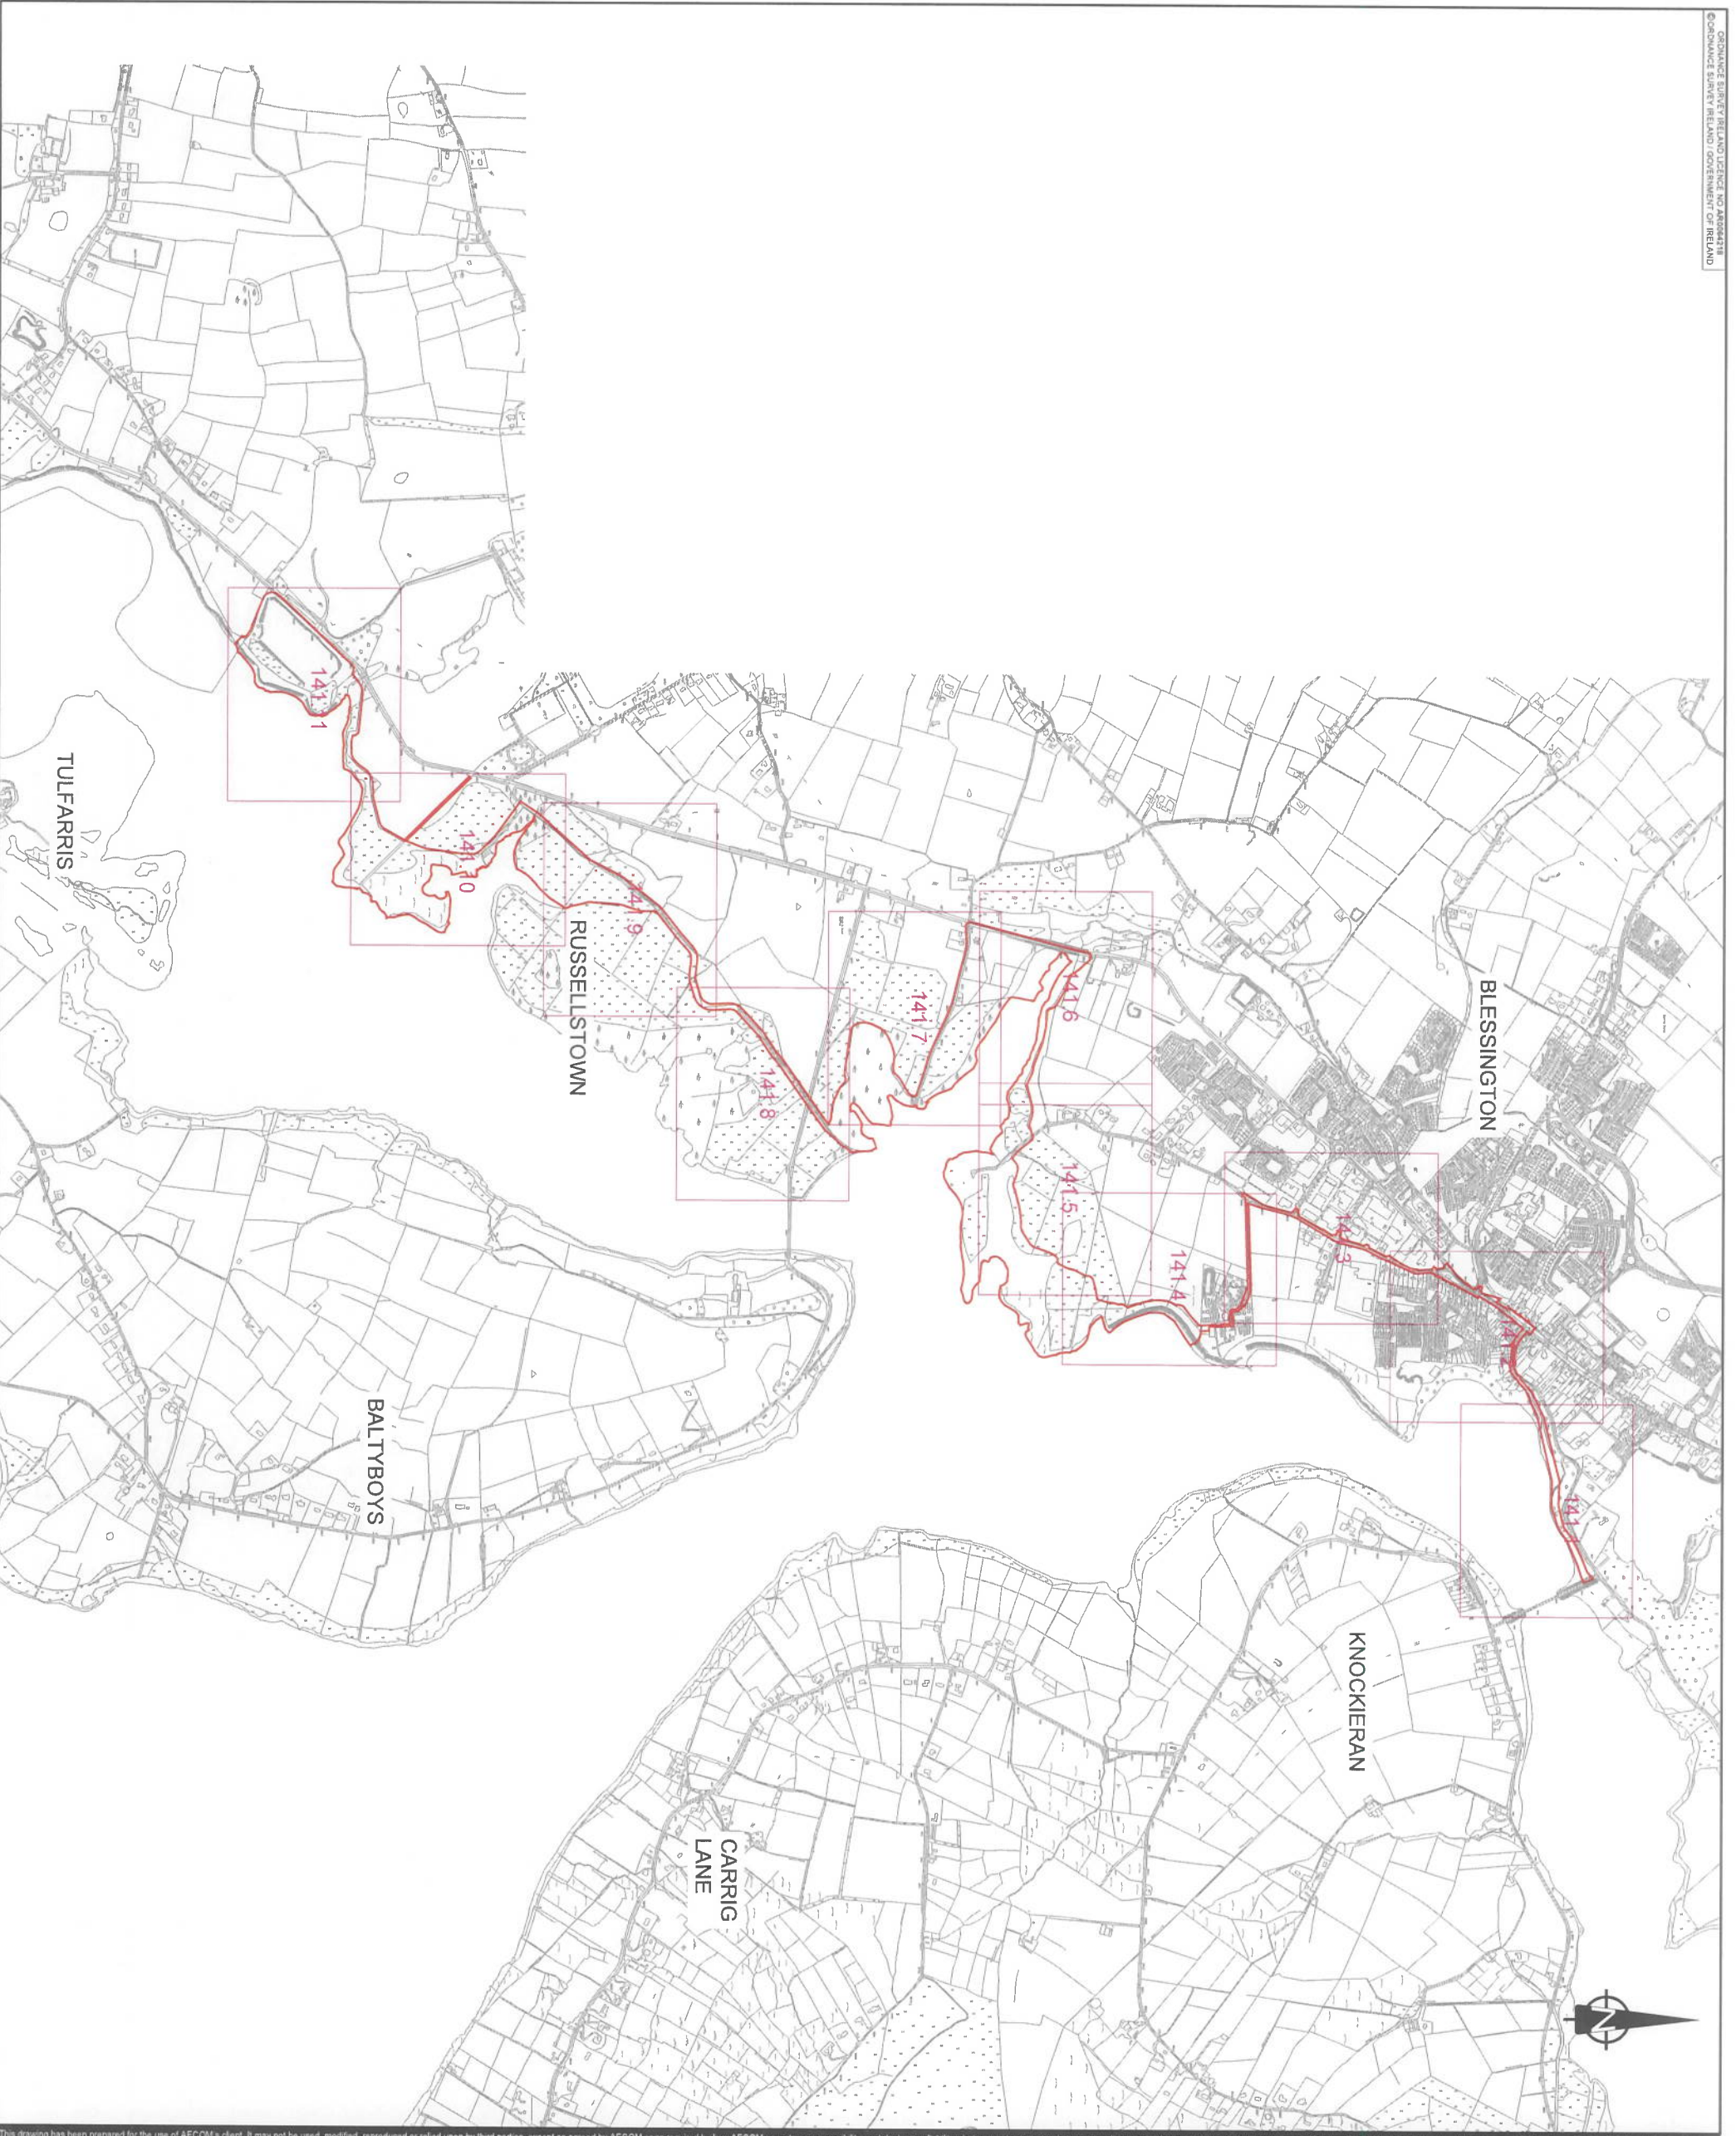 ORDNANCE SURVEY IRELAND LICENCE NO AR0084218
©ORDNANCE SURVEY IRELAND / GOVERNMENT OF IRELAND
BLESSINGTON
KNOCKIERAN
CARRIG
LANE
BALTYBOYS
RUSSELLSTOWN
TULFARRIS
141.1
141.2
141.3
141.4
141.5
141.6
141.7
141.8
141.9
141.10
141.11
N